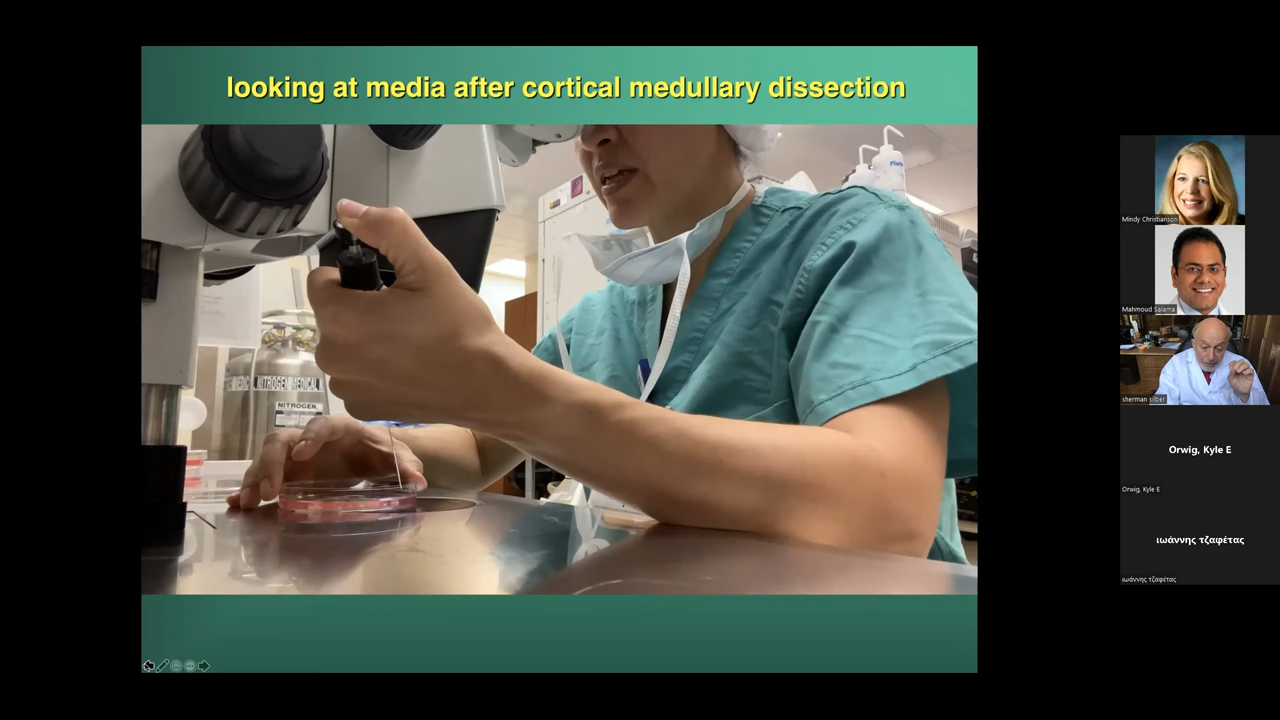 looking at media after cortical medullary dissection
NITROGEN MEDICAL
NITROGEN
Mindy Christianson
Mahmoud Salama
sherman silber
Orwig, Kyle E
Orwig, Kyle E
ιωάννης τζαφέτας
ιωάννης τζαφέτας